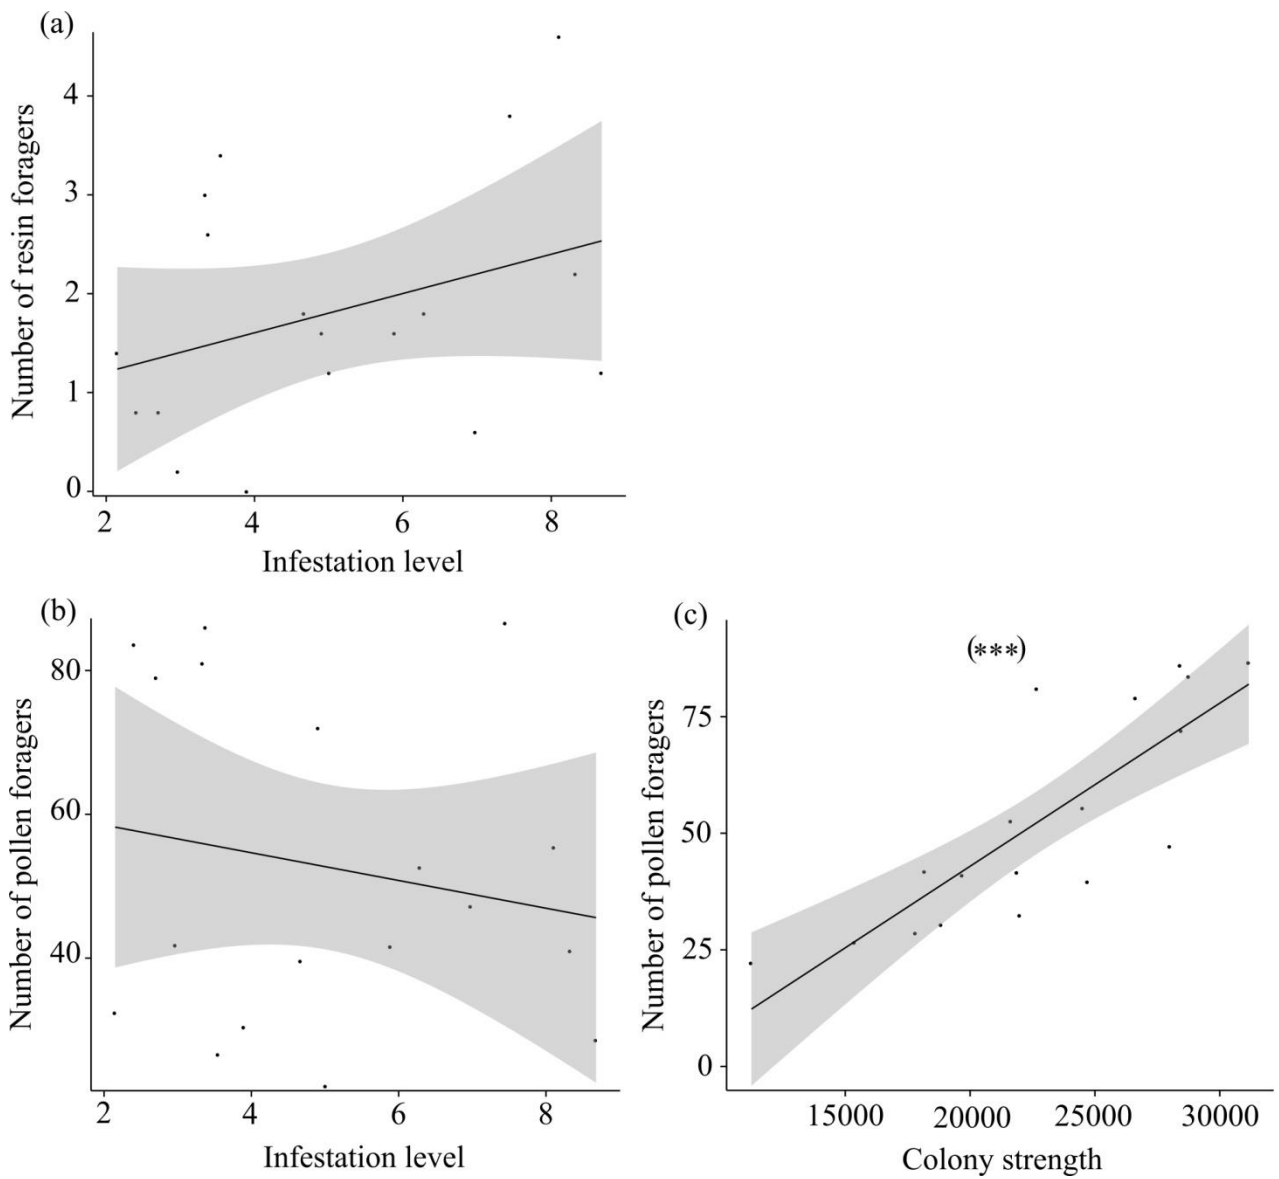 (a)
Number of resin foragers
4
3
2
1
0
2 4 6 8
Infestation level
(b)
Number of pollen foragers
80
60
40
2 4 6 8
Infestation level
(c)
(***)
Number of pollen foragers
75
50
25
0
15000 20000 25000 30000
Colony strength